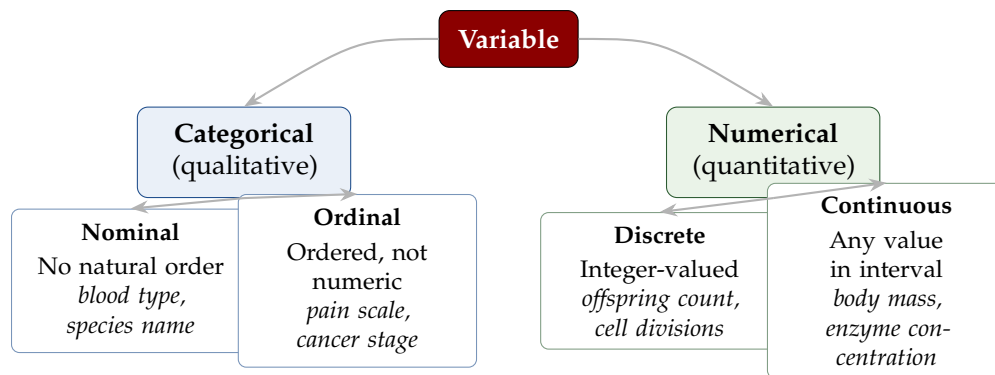 Variable
Categorical
(qualitative)
Numerical
(quantitative)
Nominal
No natural order
blood type,
species name
Ordinal
Ordered, not
numeric
pain scale,
cancer stage
Discrete
Integer-valued
offspring count,
cell divisions
Continuous
Any value
in interval
body mass,
enzyme con-
centration